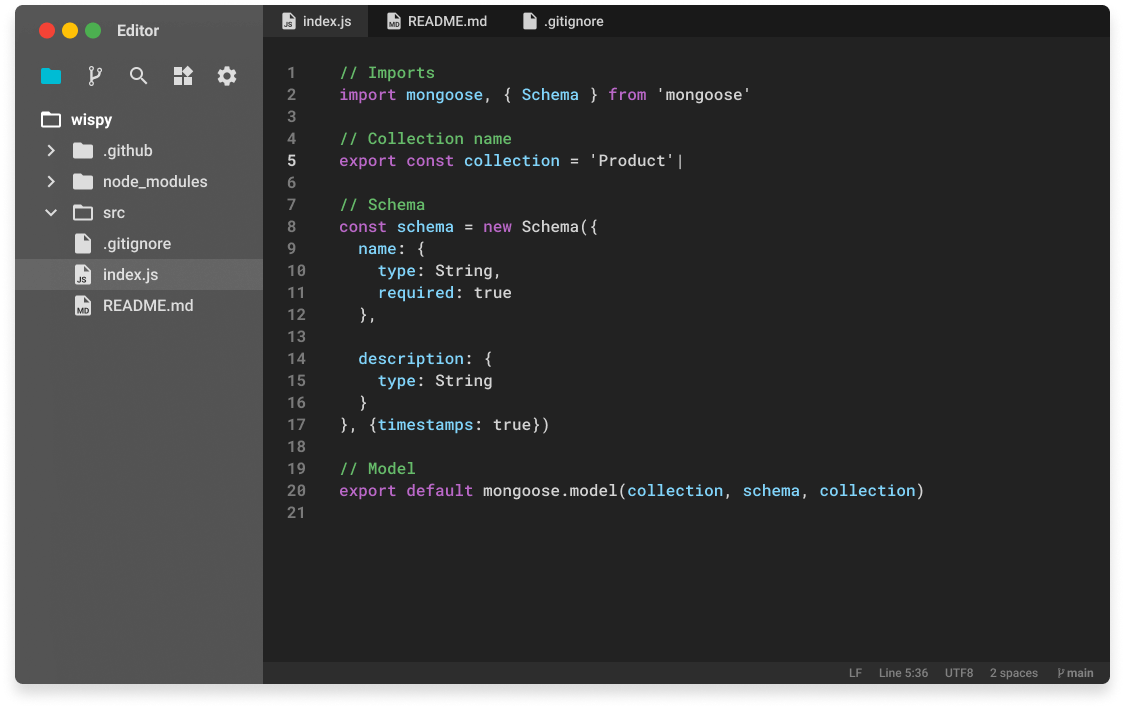 Editor
wispy
.github
node_modules
src
.gitignore
JS index.js
MD README.md
JS index.js MD README.md .gitignore
1 // Imports
2 import mongoose, { Schema } from 'mongoose'
3
4 // Collection name
5 export const collection = 'Product'|
6
7 // Schema
8 const schema = new Schema({
9   name: {
10     type: String,
11     required: true
12   },
13
14   description: {
15     type: String
16   }
17 }, {timestamps: true})
18
19 // Model
20 export default mongoose.model(collection, schema, collection)
21
LF Line 5:36 UTF8 2 spaces main